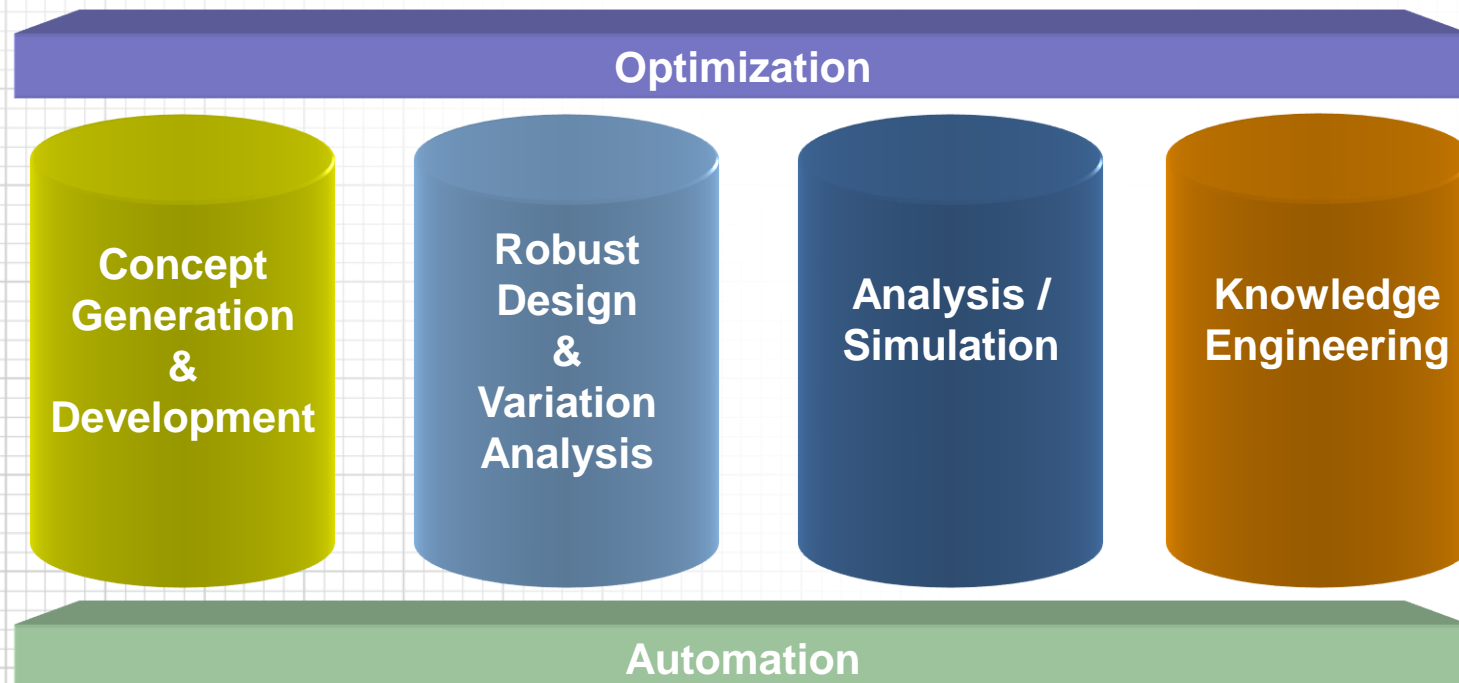 Optimization
Concept
Generation
&
Development
Robust
Design
&
Variation
Analysis
Analysis /
Simulation
Knowledge
Engineering
Automation